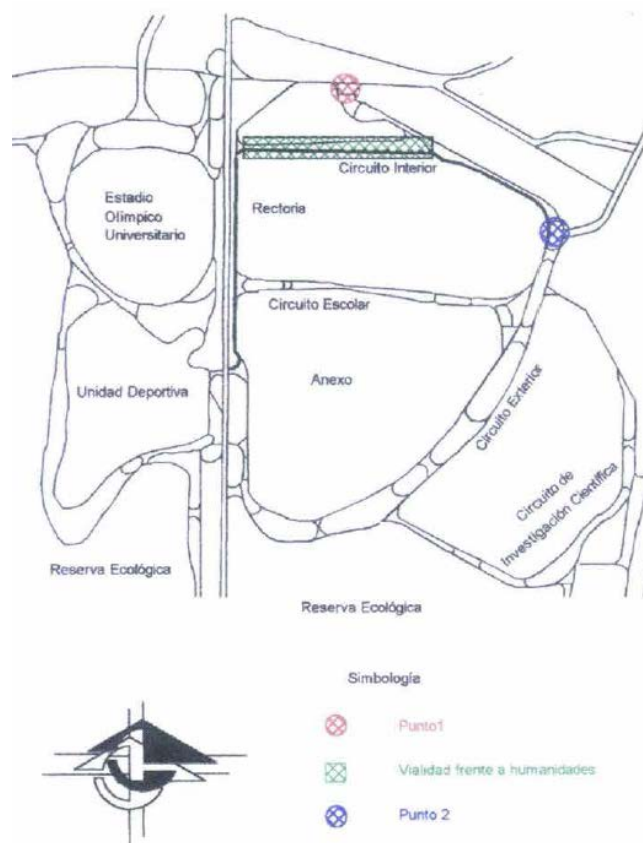 Estadio
Olímpico
Universitario
Circuito Interior
Rectoria
Circuito Escolar
Unidad Deportiva
Anexo
Circuito Exterior
Circuito de
Investigación Científica
Reserva Ecológica
Reserva Ecológica
Simbología
Punto1
Vialidad frente a humanidades
Punto 2